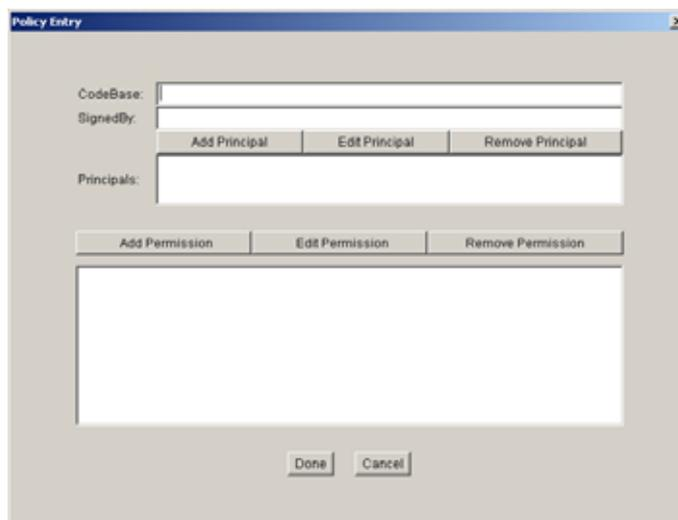 Policy Entry
CodeBase:
SignedBy:
Add Principal Edit Principal Remove Principal
Principals:
Add Permission Edit Permission Remove Permission
Done Cancel